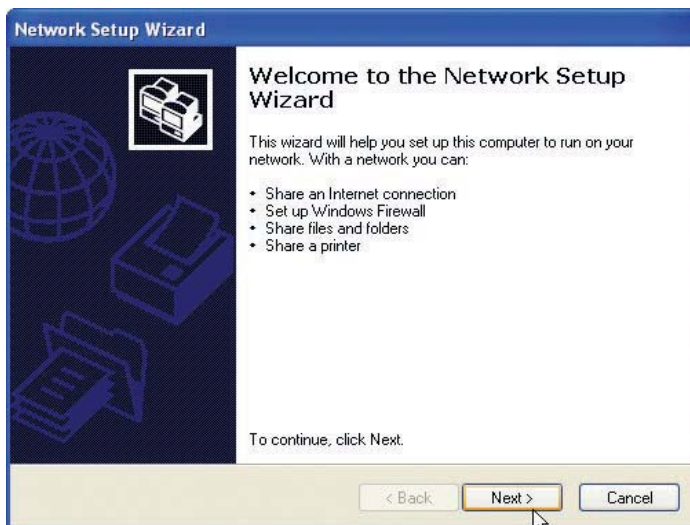 Network Setup Wizard
Welcome to the Network Setup
Wizard
This wizard will help you set up this computer to run on your
network. With a network you can:
• Share an Internet connection
• Set up Windows Firewall
• Share files and folders
• Share a printer
To continue, click Next.
< Back
Next >
Cancel